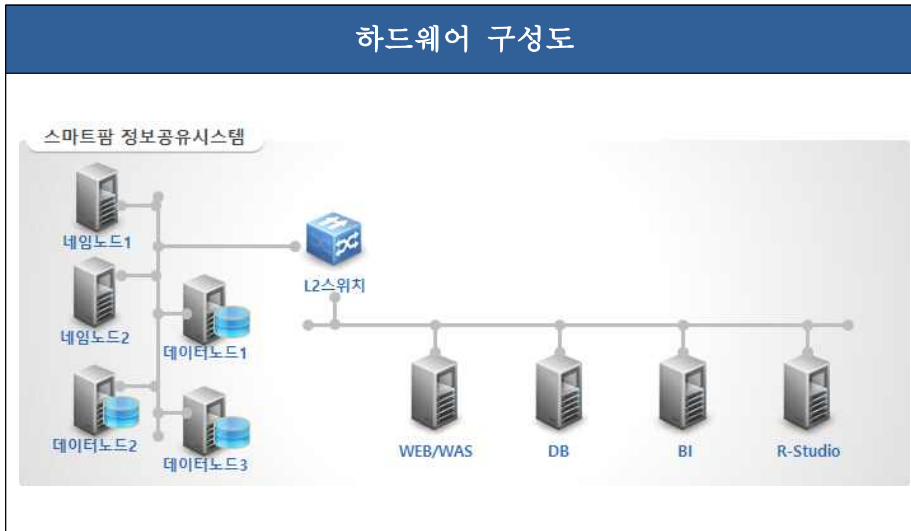 하드웨어 구성도
스마트팜 정보공유시스템
네임노드1
L2스위치
네임노드2
데이터노드1
데이터노드2
데이터노드3
WEB/WAS
DB
BI
R-Studio